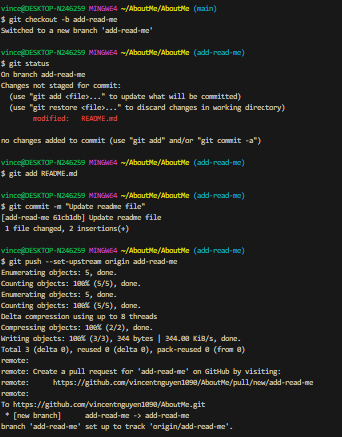 vince@DESKTOP-N246259 MINGW64 ~/AboutMe/AboutMe (main)
$ git checkout -b add-read-me
Switched to a new branch 'add-read-me'
vince@DESKTOP-N246259 MINGW64 ~/AboutMe/AboutMe (add-read-me)
$ git status
On branch add-read-me
Changes not staged for commit:
  (use "git add <file>..." to update what will be committed)
  (use "git restore <file>..." to discard changes in working directory)
        modified:   README.md
no changes added to commit (use "git add" and/or "git commit -a")
vince@DESKTOP-N246259 MINGW64 ~/AboutMe/AboutMe (add-read-me)
$ git add README.md
vince@DESKTOP-N246259 MINGW64 ~/AboutMe/AboutMe (add-read-me)
$ git commit -m "Update readme file"
[add-read-me 61cb1db] Update readme file
 1 file changed, 2 insertions(+)
vince@DESKTOP-N246259 MINGW64 ~/AboutMe/AboutMe (add-read-me)
$ git push --set-upstream origin add-read-me
Enumerating objects: 5, done.
Counting objects: 100% (5/5), done.
Enumerating objects: 5, done.
Counting objects: 100% (5/5), done.
Delta compression using up to 8 threads
Compressing objects: 100% (2/2), done.
Writing objects: 100% (3/3), 344 bytes | 344.00 KiB/s, done.
Total 3 (delta 0), reused 0 (delta 0), pack-reused 0 (from 0)
remote:
remote: Create a pull request for 'add-read-me' on GitHub by visiting:
remote:      https://github.com/vincentnguyen1090/AboutMe/pull/new/add-read-me
remote:
To https://github.com/vincentnguyen1090/AboutMe.git
 * [new branch]      add-read-me -> add-read-me
branch 'add-read-me' set up to track 'origin/add-read-me'.